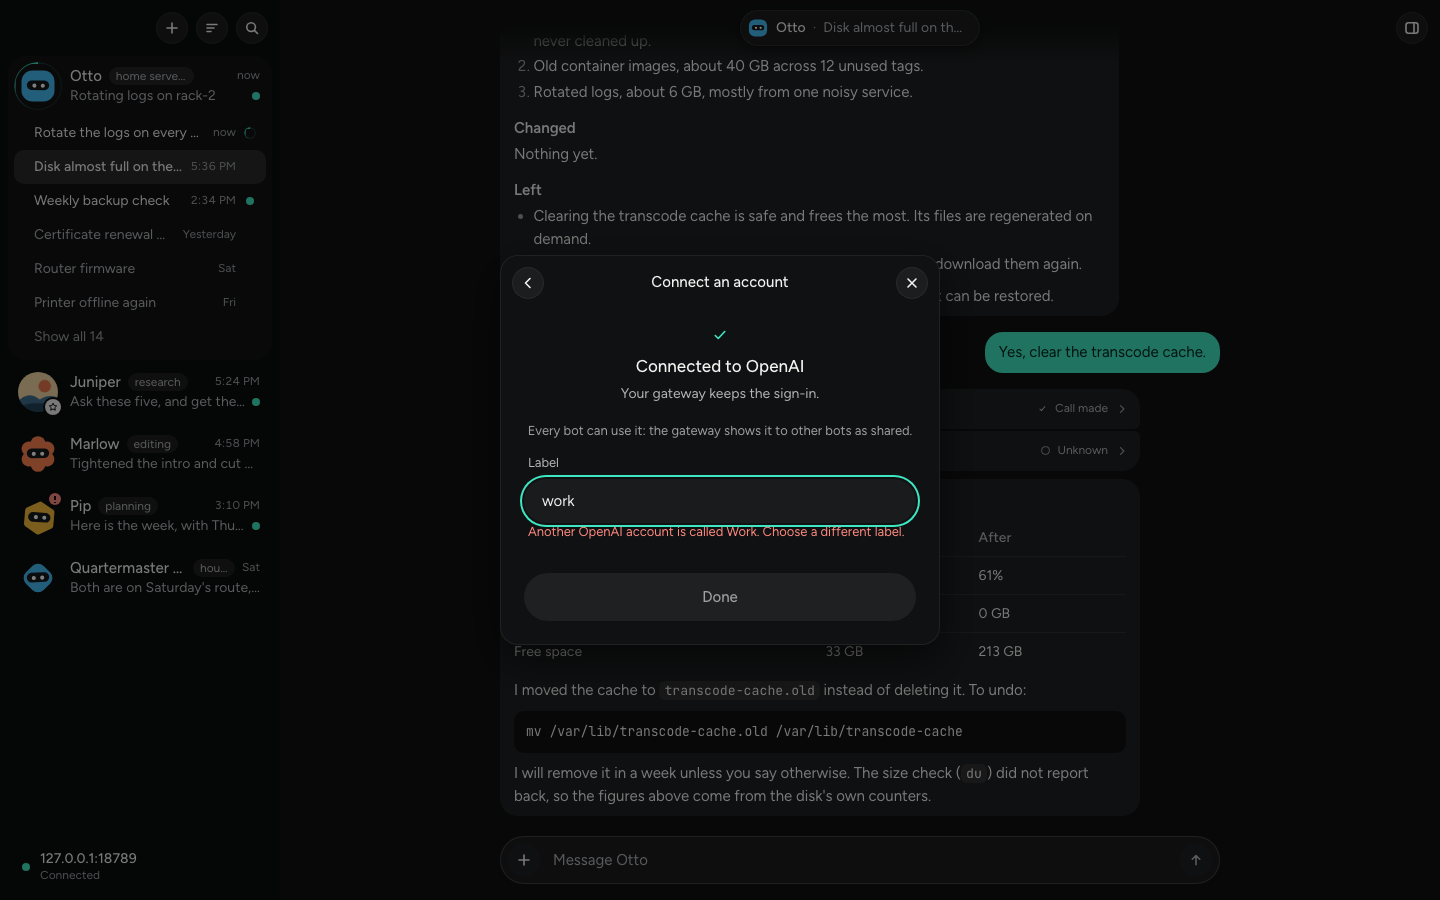 Otto · Disk almost full on th...
Otto home serve... now
Rotating logs on rack-2
Rotate the logs on every ... now
Disk almost full on the... 5:36 PM
Weekly backup check 2:34 PM
Certificate renewal ... Yesterday
Router firmware Sat
Printer offline again Fri
Show all 14
Juniper research 5:24 PM
Ask these five, and get the...
Marlow editing 4:58 PM
Tightened the intro and cut ...
Pip planning 3:10 PM
Here is the week, with Thu...
Quartermaster ... hou... Sat
Both are on Saturday's route,...
127.0.0.1:18789
Connected
never cleaned up.
2. Old container images, about 40 GB across 12 unused tags.
3. Rotated logs, about 6 GB, mostly from one noisy service.
Changed
Nothing yet.
Left
• Clearing the transcode cache is safe and frees the most. Its files are regenerated on
demand.
download them again.
can be restored.
Yes, clear the transcode cache.
Call made
Unknown
Connect an account
Connected to OpenAI
Your gateway keeps the sign-in.
Every bot can use it: the gateway shows it to other bots as shared.
Label
work
Another OpenAI account is called Work. Choose a different label.
Done
After
61%
0 GB
Free space 33 GB 213 GB
I moved the cache to transcode-cache.old instead of deleting it. To undo:
mv /var/lib/transcode-cache.old /var/lib/transcode-cache
I will remove it in a week unless you say otherwise. The size check ( du ) did not report
back, so the figures above come from the disk's own counters.
Message Otto